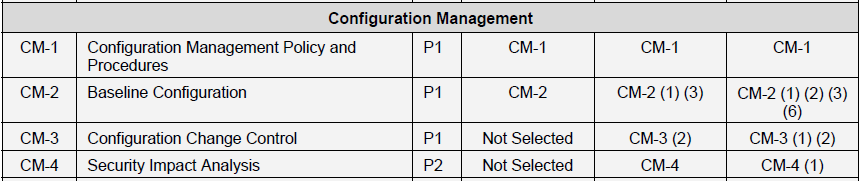 Configuration Management
CM-1 Configuration Management Policy and Procedures P1 CM-1 CM-1 CM-1
CM-2 Baseline Configuration P1 CM-2 CM-2 (1) (3) CM-2 (1) (2) (3) (6)
CM-3 Configuration Change Control P1 Not Selected CM-3 (2) CM-3 (1) (2)
CM-4 Security Impact Analysis P2 Not Selected CM-4 CM-4 (1)